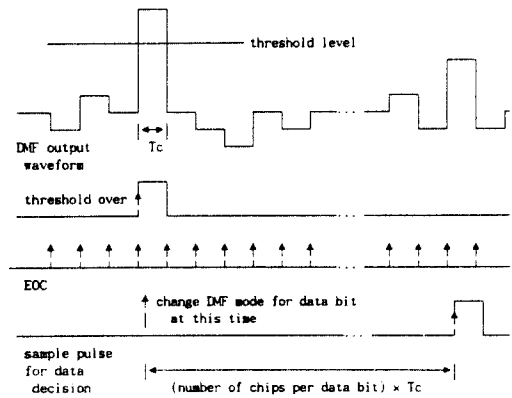 threshold level
DMF output
waveform
Tc
threshold over
EOC
change DMF mode for data bit
at this time
sample pulse
for data
decision
(number of chips per data bit) × Tc